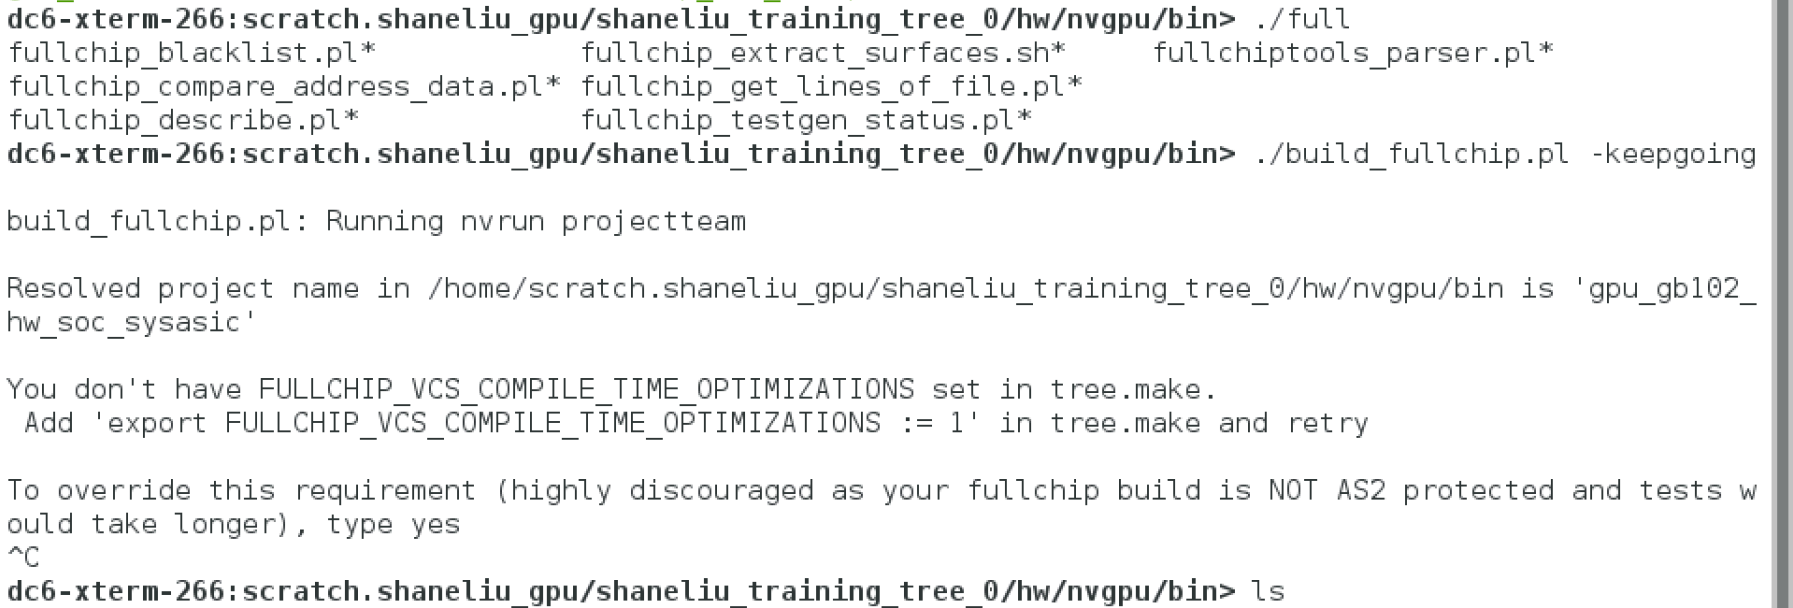 dc6-xterm-266:scratch.shaneliu_gpu/shaneliu_training_tree_0/hw/nvgpu/bin> ./full
fullchip_blacklist.pl*            fullchip_extract_surfaces.sh*     fullchiptools_parser.pl*
fullchip_compare_address_data.pl* fullchip_get_lines_of_file.pl*
fullchip_describe.pl*             fullchip_testgen_status.pl*
dc6-xterm-266:scratch.shaneliu_gpu/shaneliu_training_tree_0/hw/nvgpu/bin> ./build_fullchip.pl -keepgoing
build_fullchip.pl: Running nvrun projectteam
Resolved project name in /home/scratch.shaneliu_gpu/shaneliu_training_tree_0/hw/nvgpu/bin is 'gpu_gb102_
hw_soc_sysasic'
You don't have FULLCHIP_VCS_COMPILE_TIME_OPTIMIZATIONS set in tree.make.
 Add 'export FULLCHIP_VCS_COMPILE_TIME_OPTIMIZATIONS := 1' in tree.make and retry
To override this requirement (highly discouraged as your fullchip build is NOT AS2 protected and tests w
ould take longer), type yes
^C
dc6-xterm-266:scratch.shaneliu_gpu/shaneliu_training_tree_0/hw/nvgpu/bin> ls